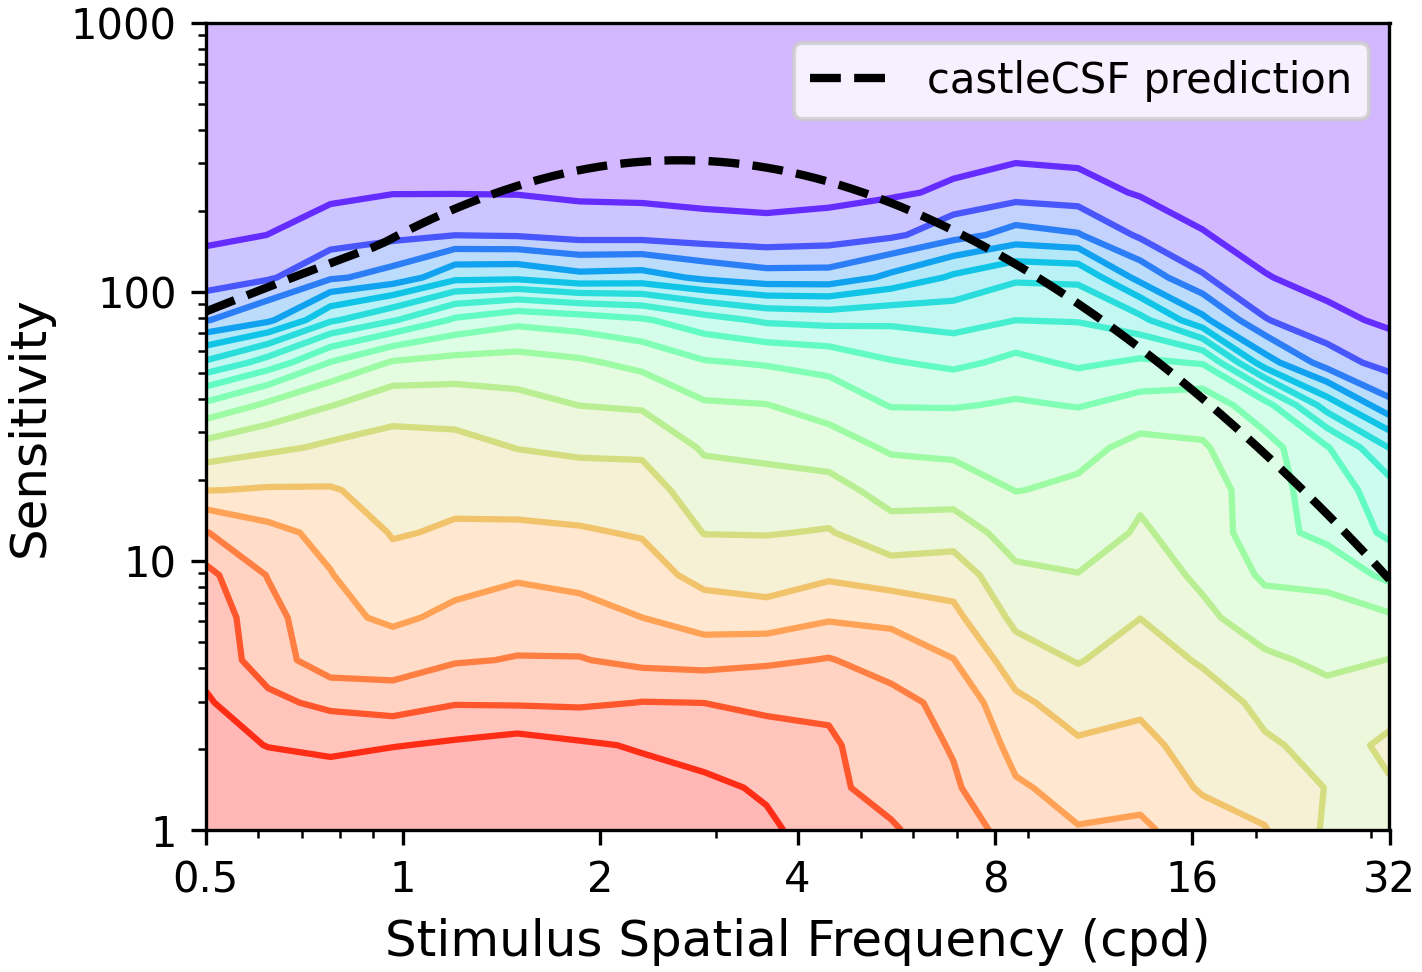 1000
100
10
1
Sensitivity
castleCSF prediction
0.5 1 2 4 8 16 32
Stimulus Spatial Frequency (cpd)